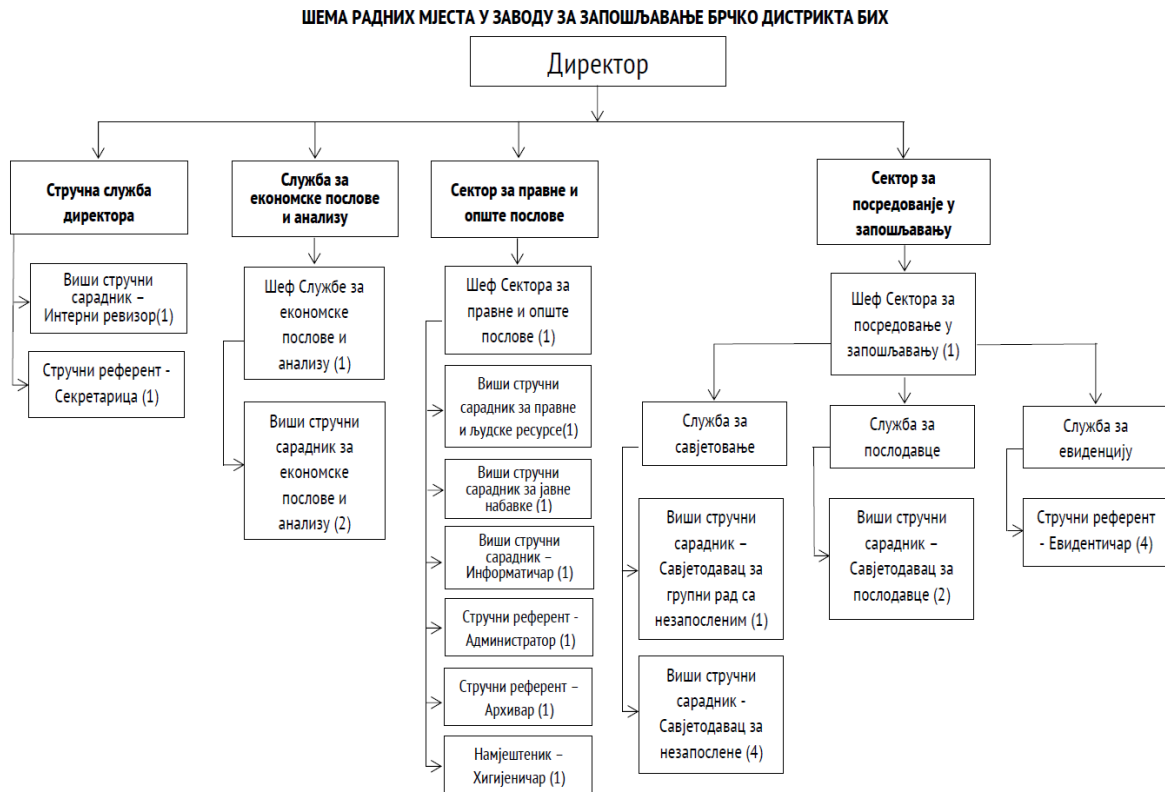 ШЕМА РАДНИХ МЈЕСТА У ЗАВОДУ ЗА ЗАПОШЉАВАЊЕ БРЧКО ДИСТРИКТА БИХ
Директор
Стручна служба
директора
Виши стручни
сарадник –
Интерни ревизор(1)
Стручни референт -
Секретарица (1)
Служба за
економске послове
и анализу
Шеф Службе за
економске
послове и
анализу (1)
Виши стручни
сарадник за
економске
послове и
анализу (2)
Сектор за правне и
опште послове
Шеф Сектора за
правне и опште
послове (1)
Виши стручни
сарадник за правне
и људске ресурсе(1)
Виши стручни
сарадник за јавне
набавке (1)
Виши стручни
сарадник –
Информатичар (1)
Стручни референт -
Администратор (1)
Стручни референт –
Архивар (1)
Намјештеник –
Хигијеничар (1)
Сектор за
посредованје у
запошљавању
Шеф Сектора за
посредовање у
запошљавању (1)
Служба за
савјетовање
Виши стручни
сарадник –
Савјетодавац за
групни рад са
незапосленим (1)
Виши стручни
сарадник -
Савјетодавац за
незапослене (4)
Служба за
послодавце
Виши стручни
сарадник –
Савјетодавац за
послодавце (2)
Служба за
евиденцију
Стручни референт
- Евидентичар (4)